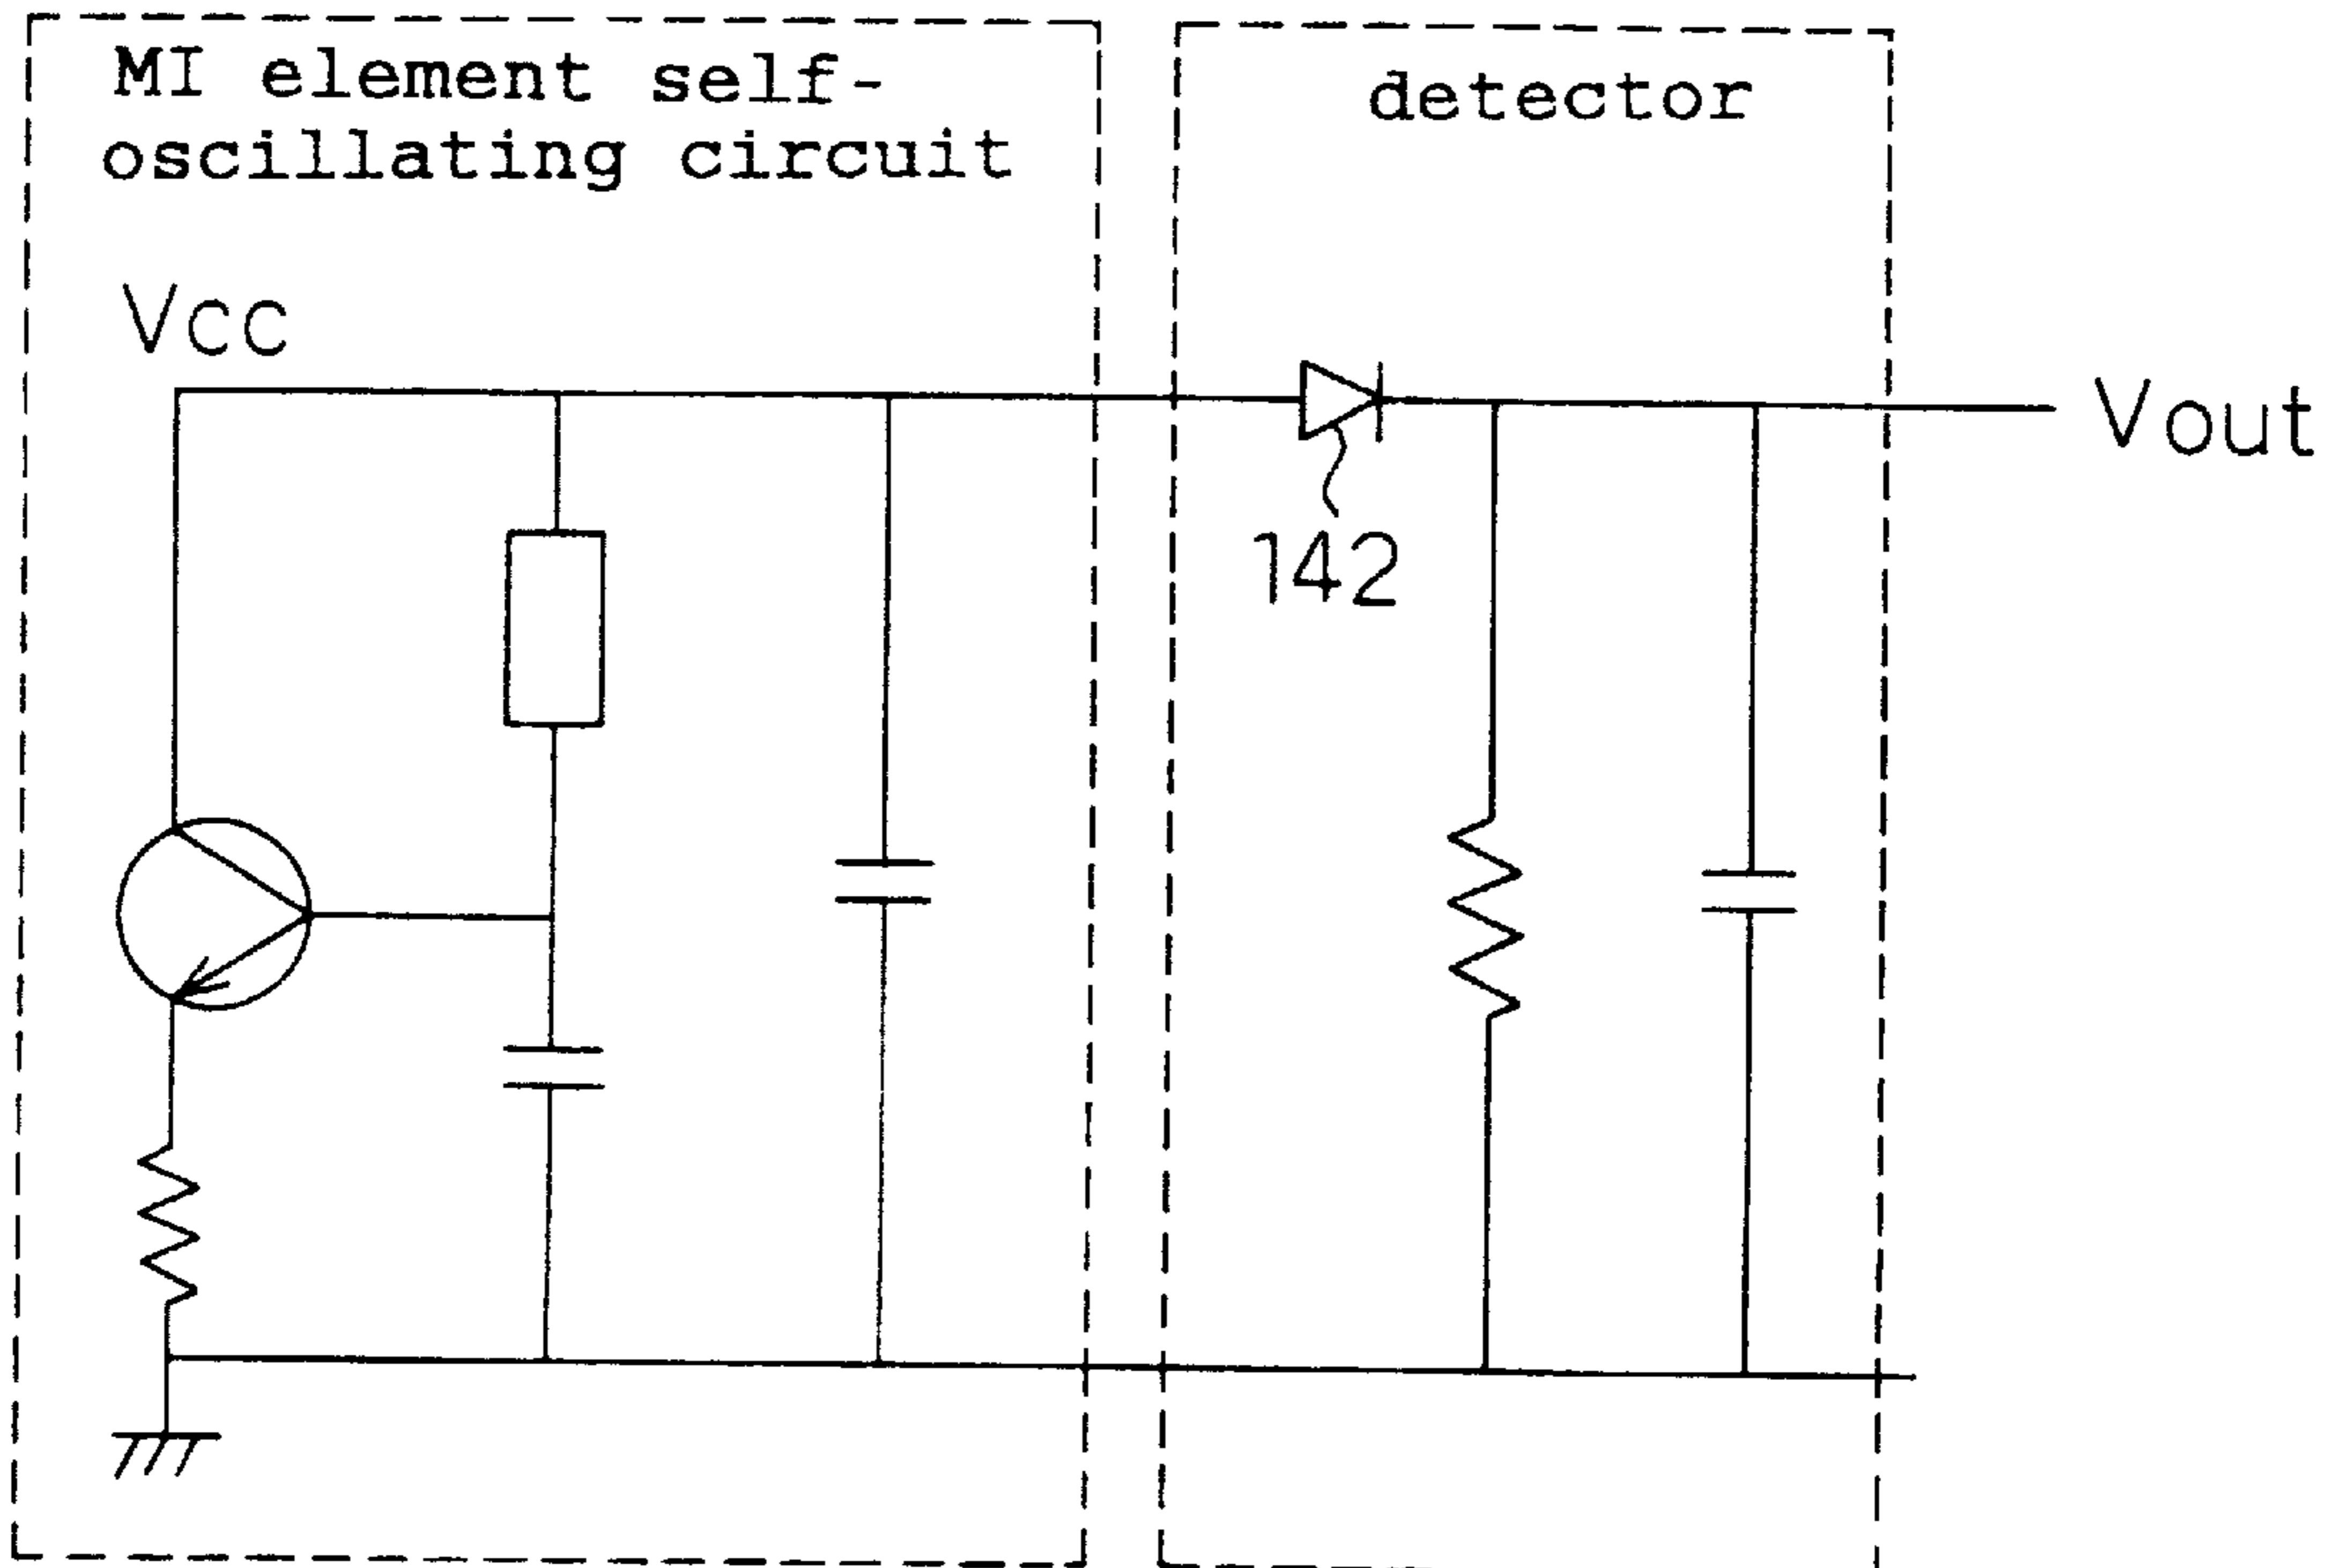 MI element self-
oscillating circuit
detector
Vcc
Vout
142